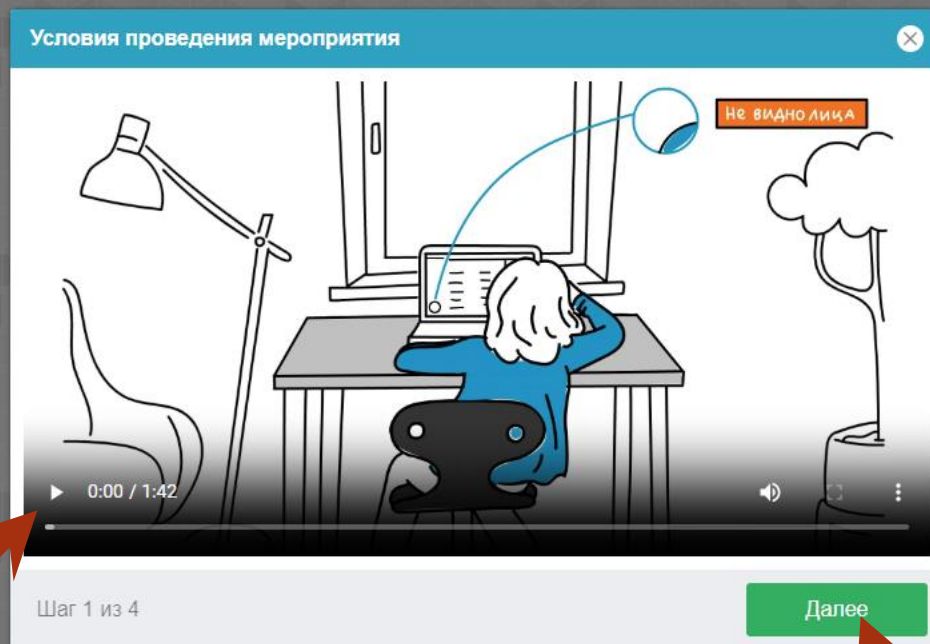 Условия проведения мероприятия
Не видно лица
0:00 / 1:42
Шаг 1 из 4
Далее